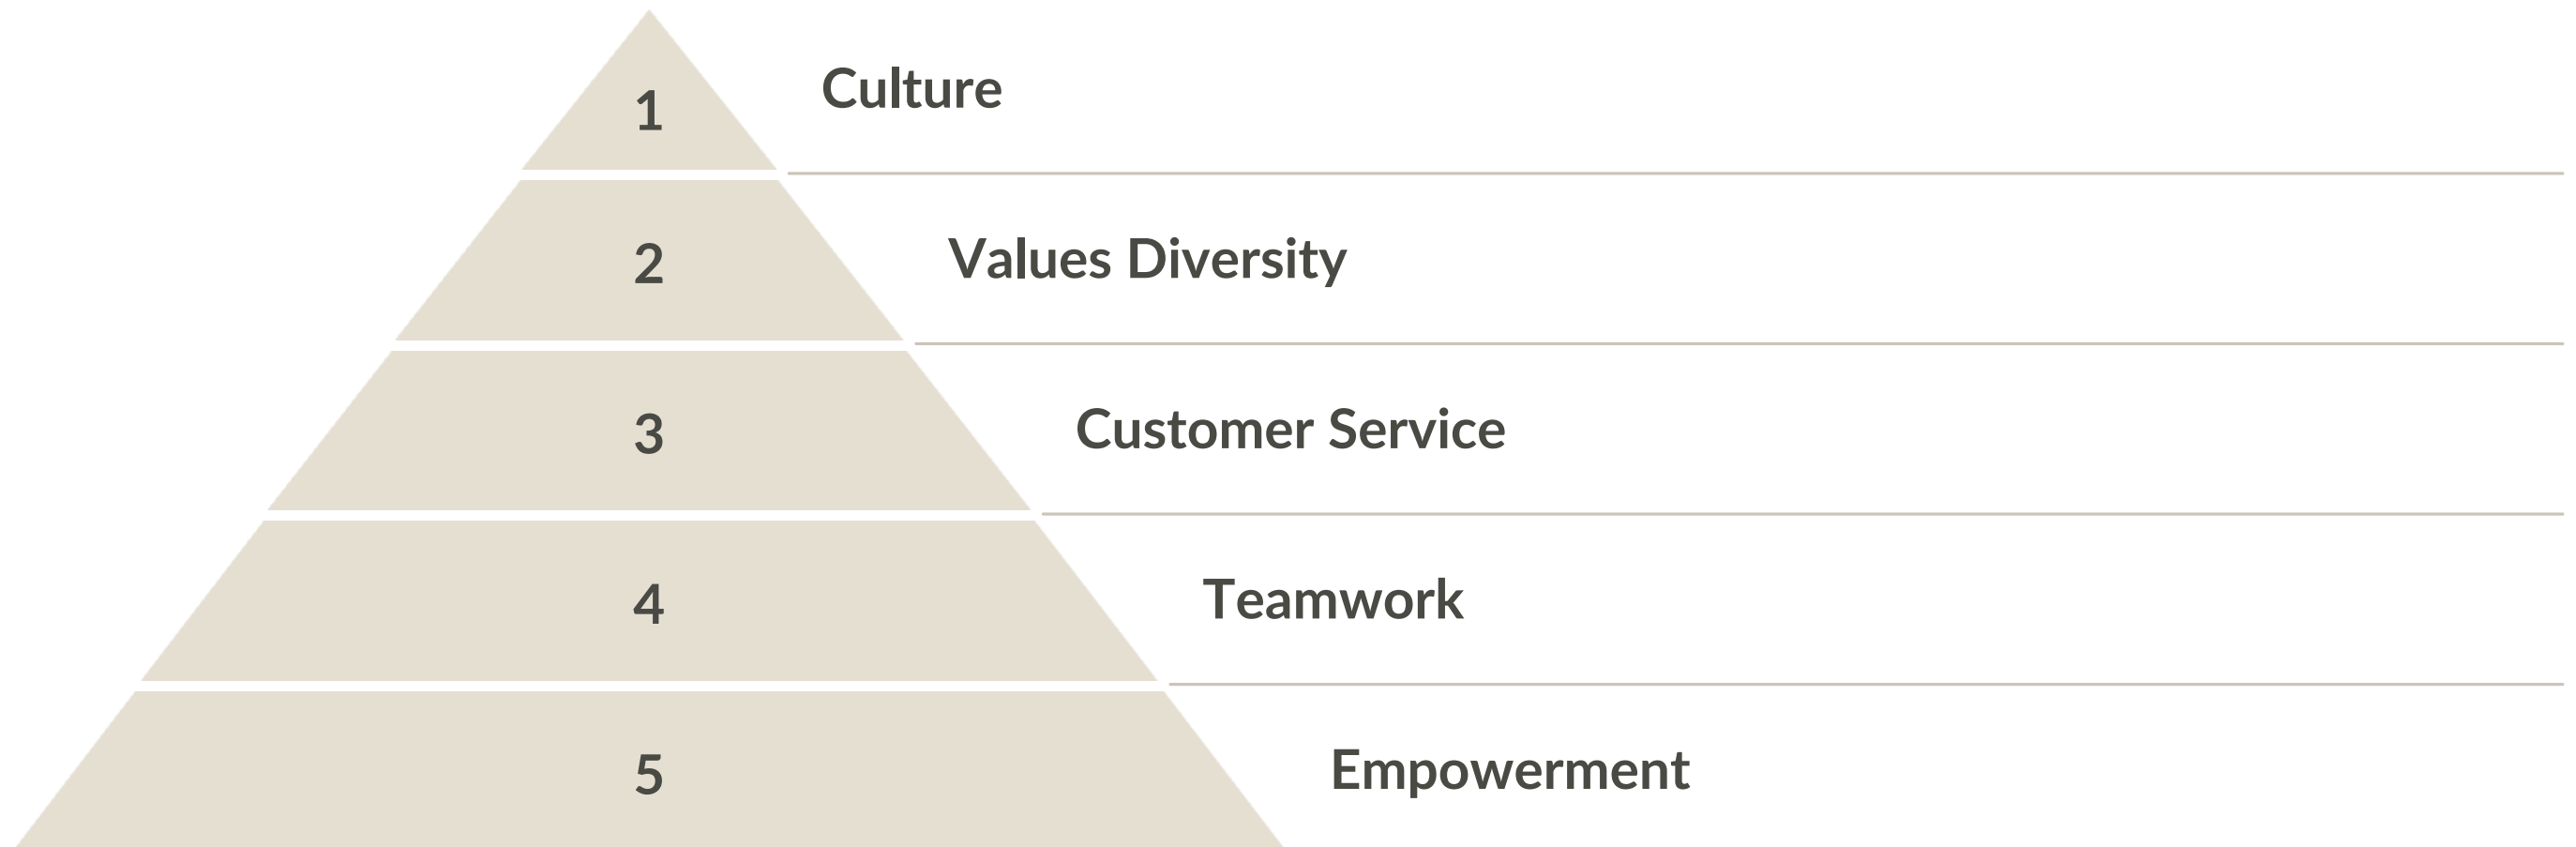 1
Culture
2
Values Diversity
3
Customer Service
4
Teamwork
5
Empowerment